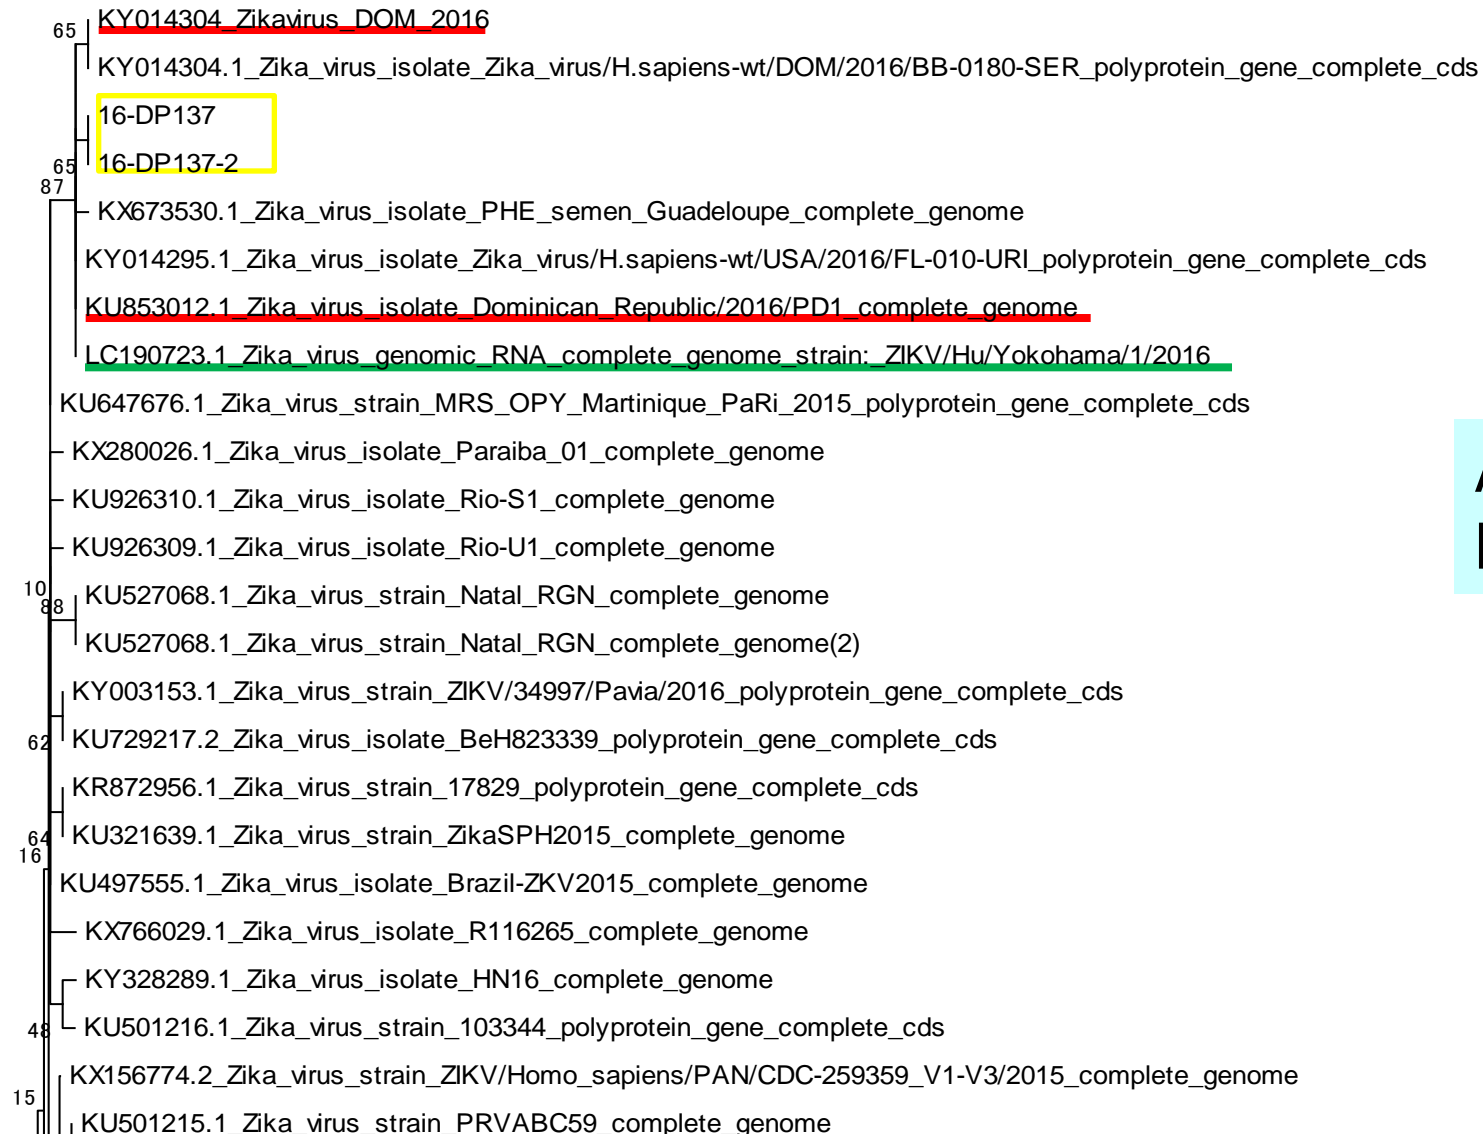 65
KY014304_Zikavirus_DOM_2016
KY014304.1_Zika_virus_isolate_Zika_virus/H.sapiens-wt/DOM/2016/BB-0180-SER_polyprotein_gene_complete_cds
16-DP137
65
16-DP137-2
87
KX673530.1_Zika_virus_isolate_PHE_semen_Guadeloupe_complete_genome
KY014295.1_Zika_virus_isolate_Zika_virus/H.sapiens-wt/USA/2016/FL-010-URI_polyprotein_gene_complete_cds
KU853012.1_Zika_virus_isolate_Dominican_Republic/2016/PD1_complete_genome
LC190723.1_Zika_virus_genomic_RNA_complete_genome_strain:_ZIKV/Hu/Yokohama/1/2016
KU647676.1_Zika_virus_strain_MRS_OPY_Martinique_PaRi_2015_polyprotein_gene_complete_cds
KX280026.1_Zika_virus_isolate_Paraiba_01_complete_genome
KU926310.1_Zika_virus_isolate_Rio-S1_complete_genome
KU926309.1_Zika_virus_isolate_Rio-U1_complete_genome
10
88
KU527068.1_Zika_virus_strain_Natal_RGN_complete_genome
KU527068.1_Zika_virus_strain_Natal_RGN_complete_genome(2)
KY003153.1_Zika_virus_strain_ZIKV/34997/Pavia/2016_polyprotein_gene_complete_cds
62
KU729217.2_Zika_virus_isolate_BeH823339_polyprotein_gene_complete_cds
KR872956.1_Zika_virus_strain_17829_polyprotein_gene_complete_cds
64
KU321639.1_Zika_virus_strain_ZikaSPH2015_complete_genome
16
KU497555.1_Zika_virus_isolate_Brazil-ZKV2015_complete_genome
KX766029.1_Zika_virus_isolate_R116265_complete_genome
KY328289.1_Zika_virus_isolate_HN16_complete_genome
48
KU501216.1_Zika_virus_strain_103344_polyprotein_gene_complete_cds
KX156774.2_Zika_virus_strain_ZIKV/Homo_sapiens/PAN/CDC-259359_V1-V3/2015_complete_genome
15
KU501215.1_Zika_virus_strain_PRVABC59_complete_genome